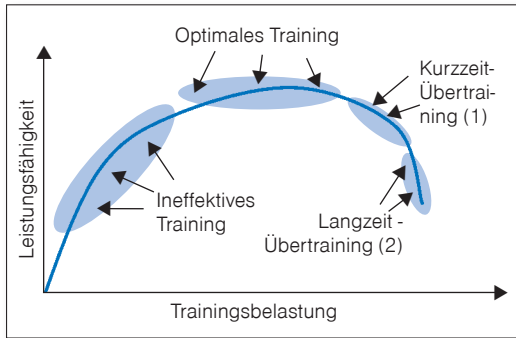 Optimales Training
Kurzzeit-
Übertrai-
ning (1)
Leistungsfähigkeit
Ineffektives
Training
Langzeit -
Übertraining (2)
Trainingsbelastung